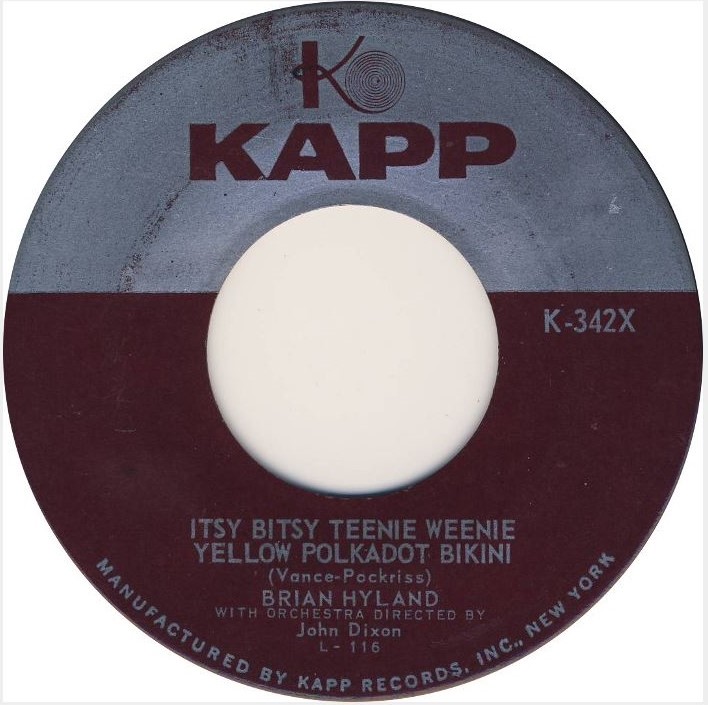 K
KAPP
K-342X
ITSY BITSY TEENIE WEENIE
YELLOW POLKADOT BIKINI
(Vance-Pockriss)
BRIAN HYLAND
WITH ORCHESTRA DIRECTED BY
John Dixon
L - 116
MANUFACTURED BY KAPP RECORDS, INC., NEW YORK